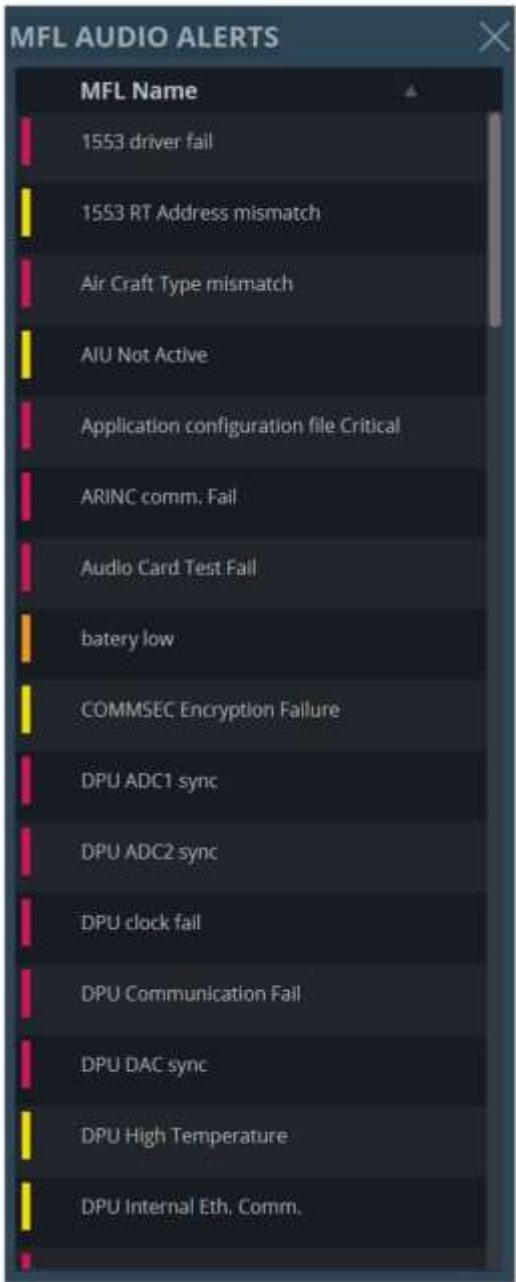 MFL AUDIO ALERTS
MFL Name
1553 driver fail
1553 RT Address mismatch
Air Craft Type mismatch
AIU Not Active
Application configuration file Critical
ARINC comm. Fail
Audio Card Test Fail
batery low
COMMSEC Encryption Failure
DPU ADC1 sync
DPU ADC2 sync
DPU clock fail
DPU Communication Fail
DPU DAC sync
DPU High Temperature
DPU Internal Eth. Comm.